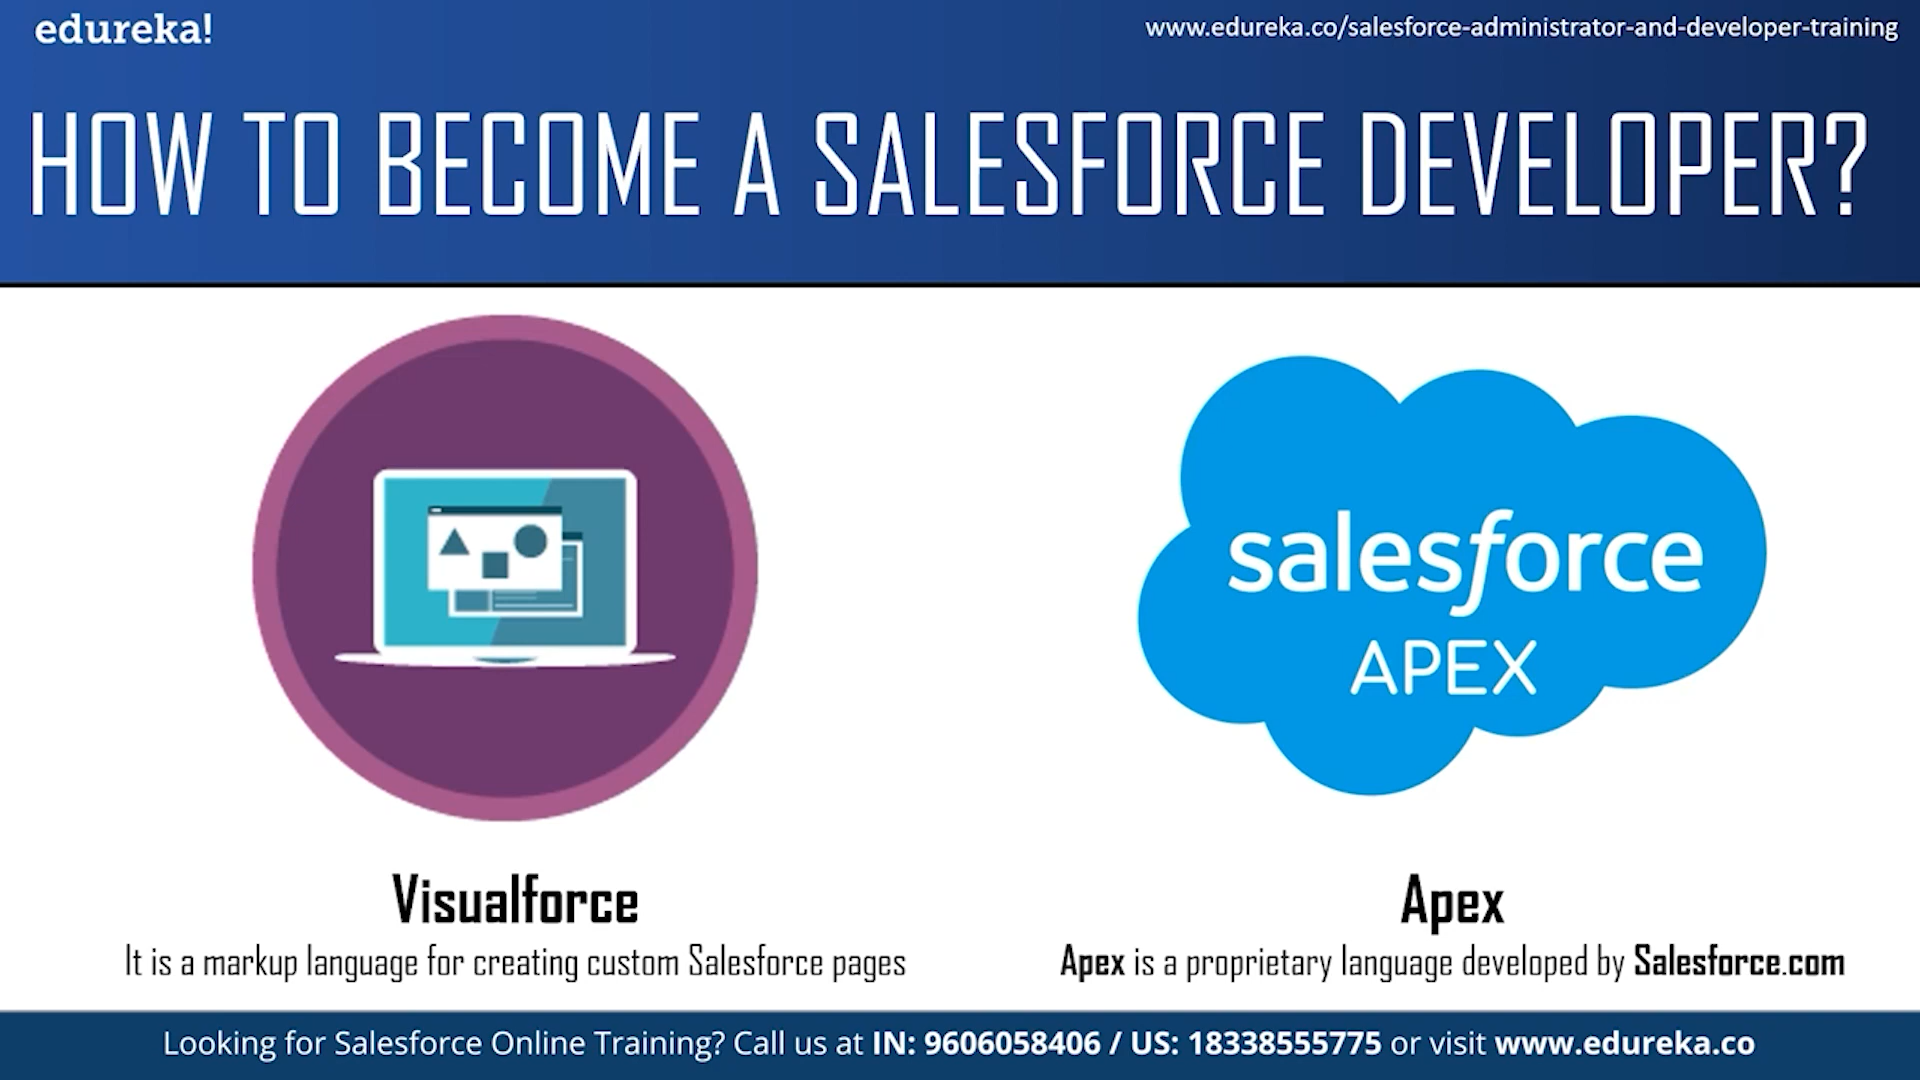 edureka!
www.edureka.co/salesforce-administrator-and-developer-training
HOW TO BECOME A SALESFORCE DEVELOPER?
salesforce
APEX
Visualforce
It is a markup language for creating custom Salesforce pages
Apex
Apex is a proprietary language developed by Salesforce.com
Looking for Salesforce Online Training? Call us at IN: 9606058406 / US: 18338555775 or visit www.edureka.co